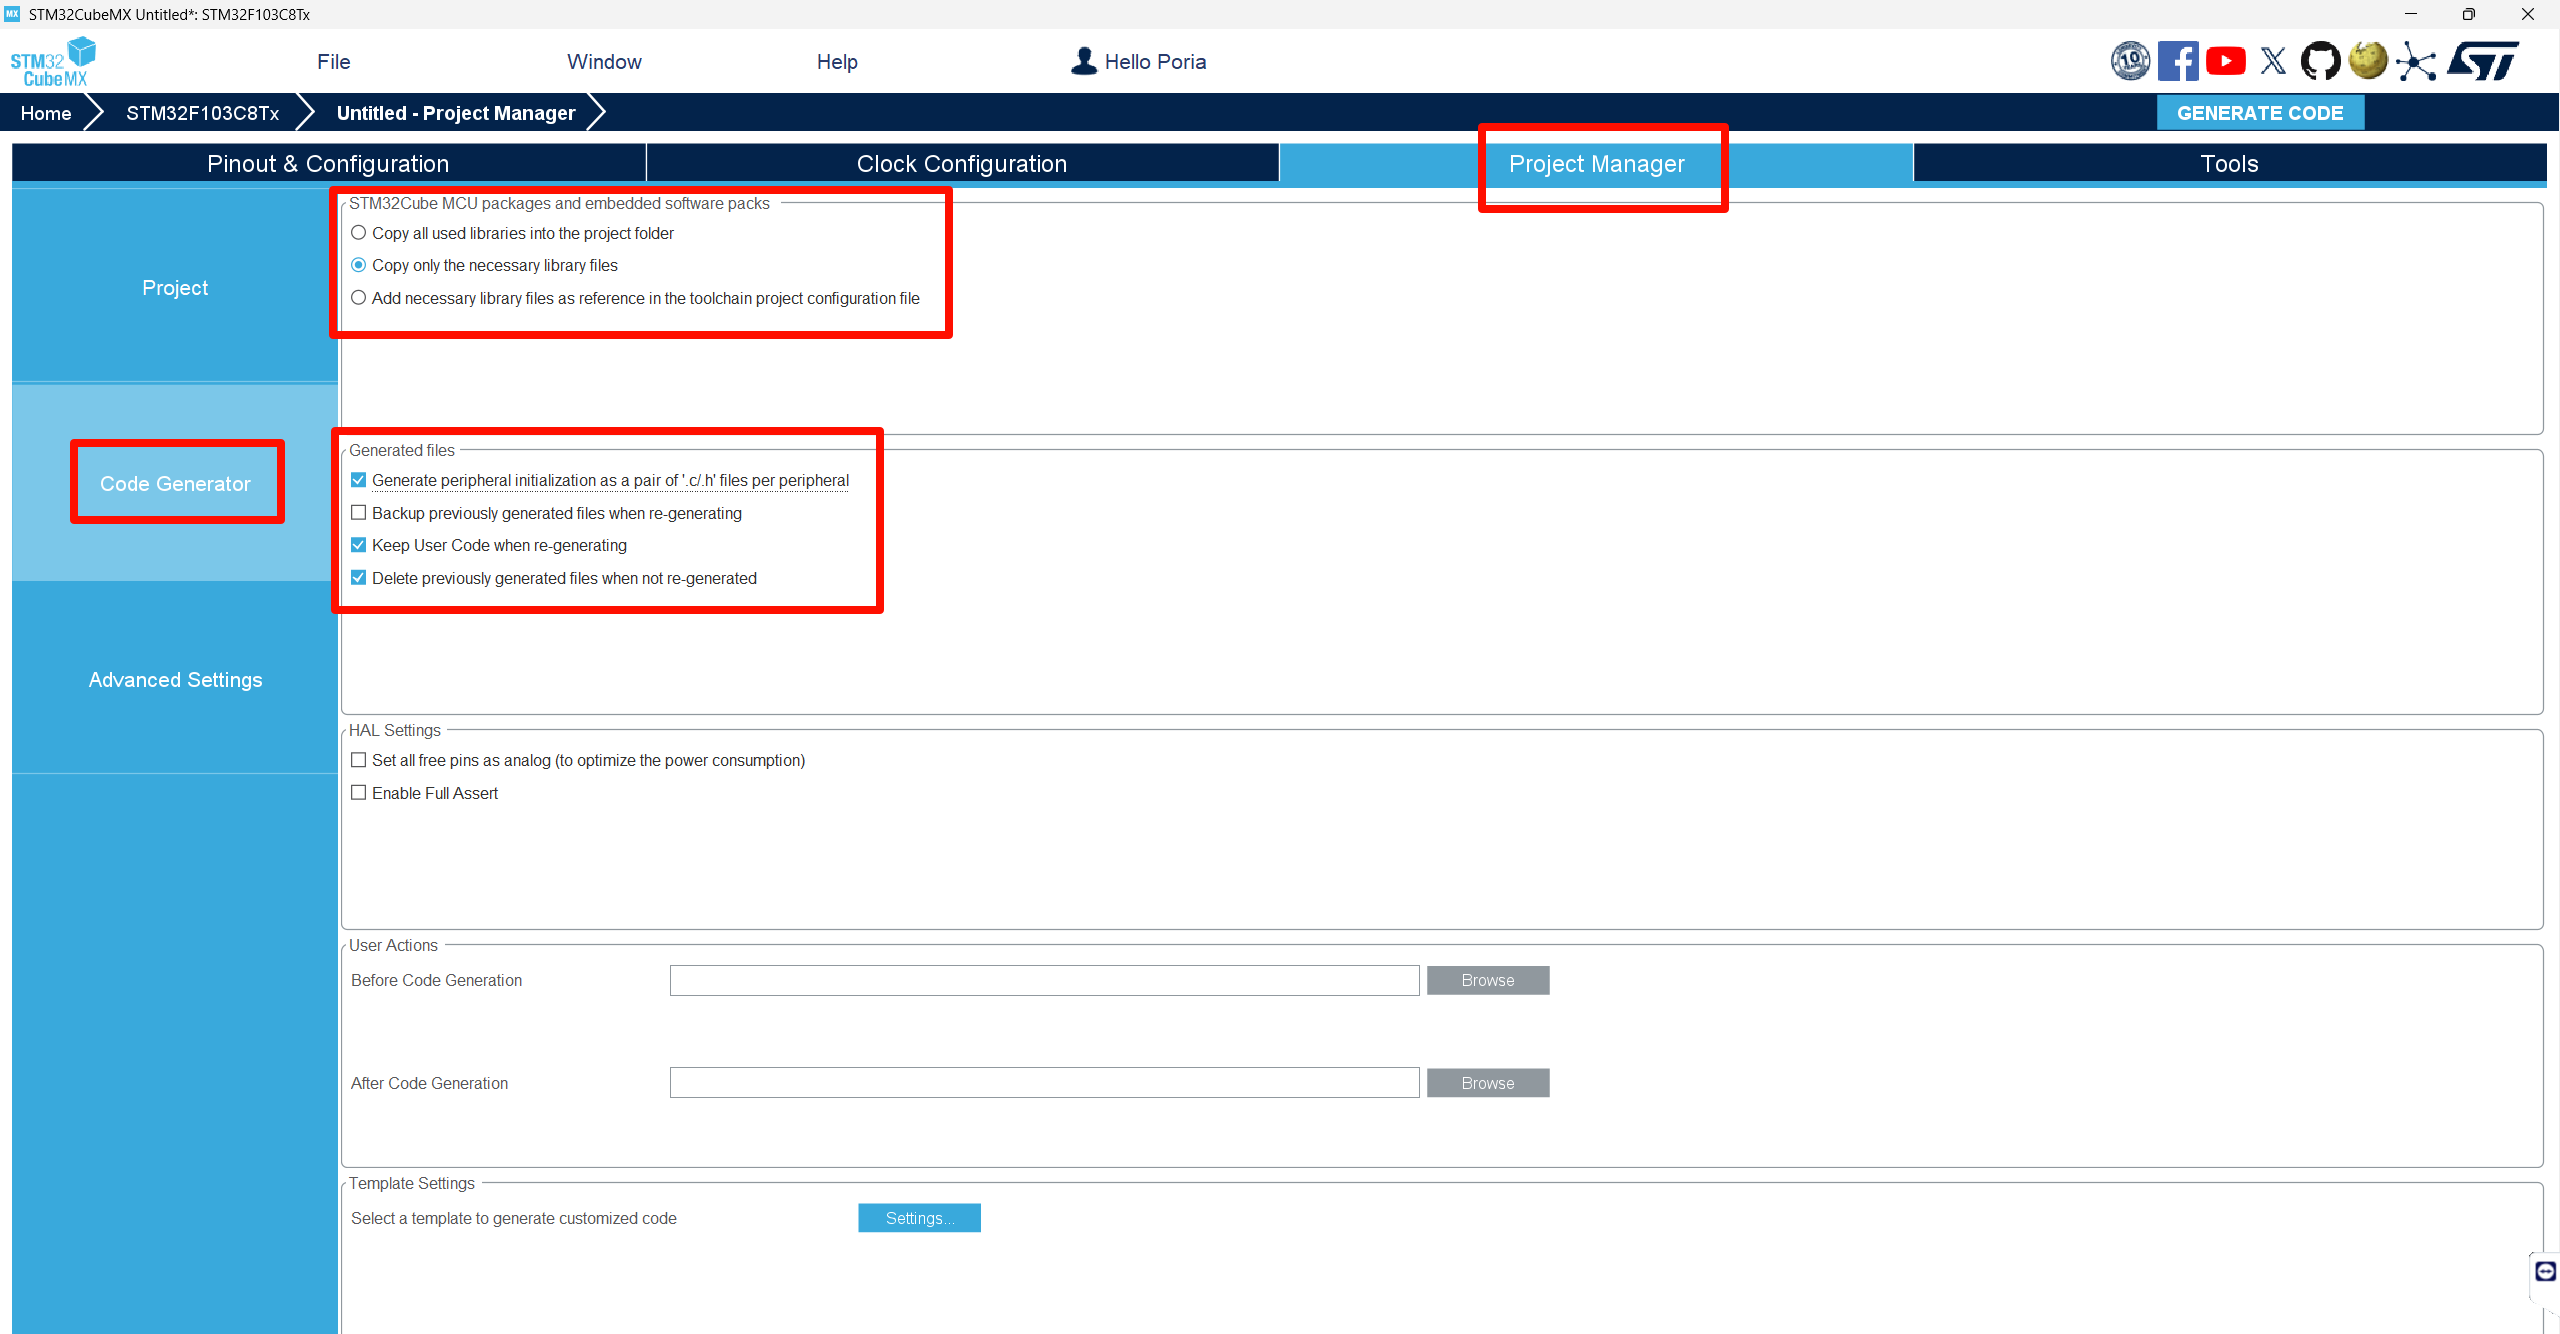 MX STM32CubeMX Untitled*: STM32F103C8Tx
STM32
CubeMX
File Window Help Hello Poria
10
ST
Home STM32F103C8Tx Untitled - Project Manager GENERATE CODE
Pinout & Configuration Clock Configuration Project Manager Tools
Project
Code Generator
Advanced Settings
STM32Cube MCU packages and embedded software packs
Copy all used libraries into the project folder
Copy only the necessary library files
Add necessary library files as reference in the toolchain project configuration file
Generated files
Generate peripheral initialization as a pair of '.c/.h' files per peripheral
Backup previously generated files when re-generating
Keep User Code when re-generating
Delete previously generated files when not re-generated
HAL Settings
Set all free pins as analog (to optimize the power consumption)
Enable Full Assert
User Actions
Before Code Generation Browse
After Code Generation Browse
Template Settings
Select a template to generate customized code Settings...